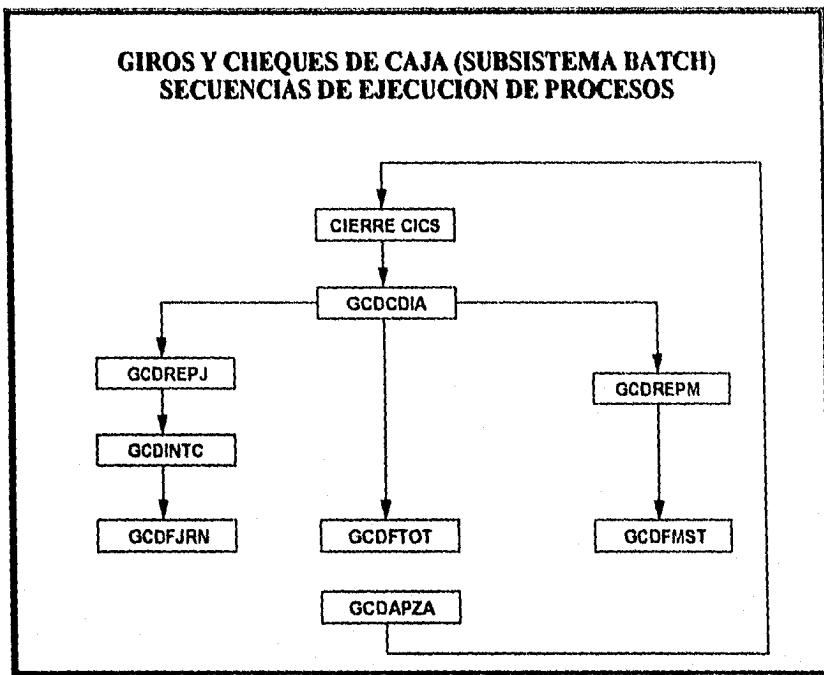 GIROS Y CHEQUES DE CAJA (SUBSISTEMA BATCH)
SECUENCIAS DE EJECUCION DE PROCESOS
CIERRE CICS
GCDCDIA
GCDREPJ
GCDREPM
GCDINTC
GCDFJRN
GCDFTOT
GCDFMST
GCDAPZA